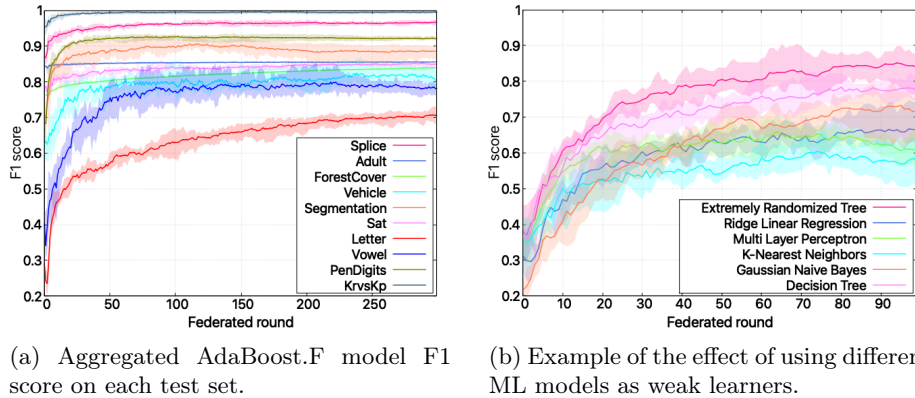 1
0.9
0.8
0.7
0.6
0.5
0.4
0.3
0.2
F1 score
0 50 100 150 200 250
Federated round
Splice
Adult
ForestCover
Vehicle
Segmentation
Sat
Letter
Vowel
PenDigits
KrvsKp
1
0.9
0.8
0.7
0.6
0.5
0.4
0.3
0.2
F1 score
0 10 20 30 40 50 60 70 80 90
Federated round
Extremely Randomized Tree
Ridge Linear Regression
Multi Layer Perceptron
K-Nearest Neighbors
Gaussian Naive Bayes
Decision Tree
(a) Aggregated AdaBoost.F model F1
score on each test set.
(b) Example of the effect of using differen
ML models as weak learners.